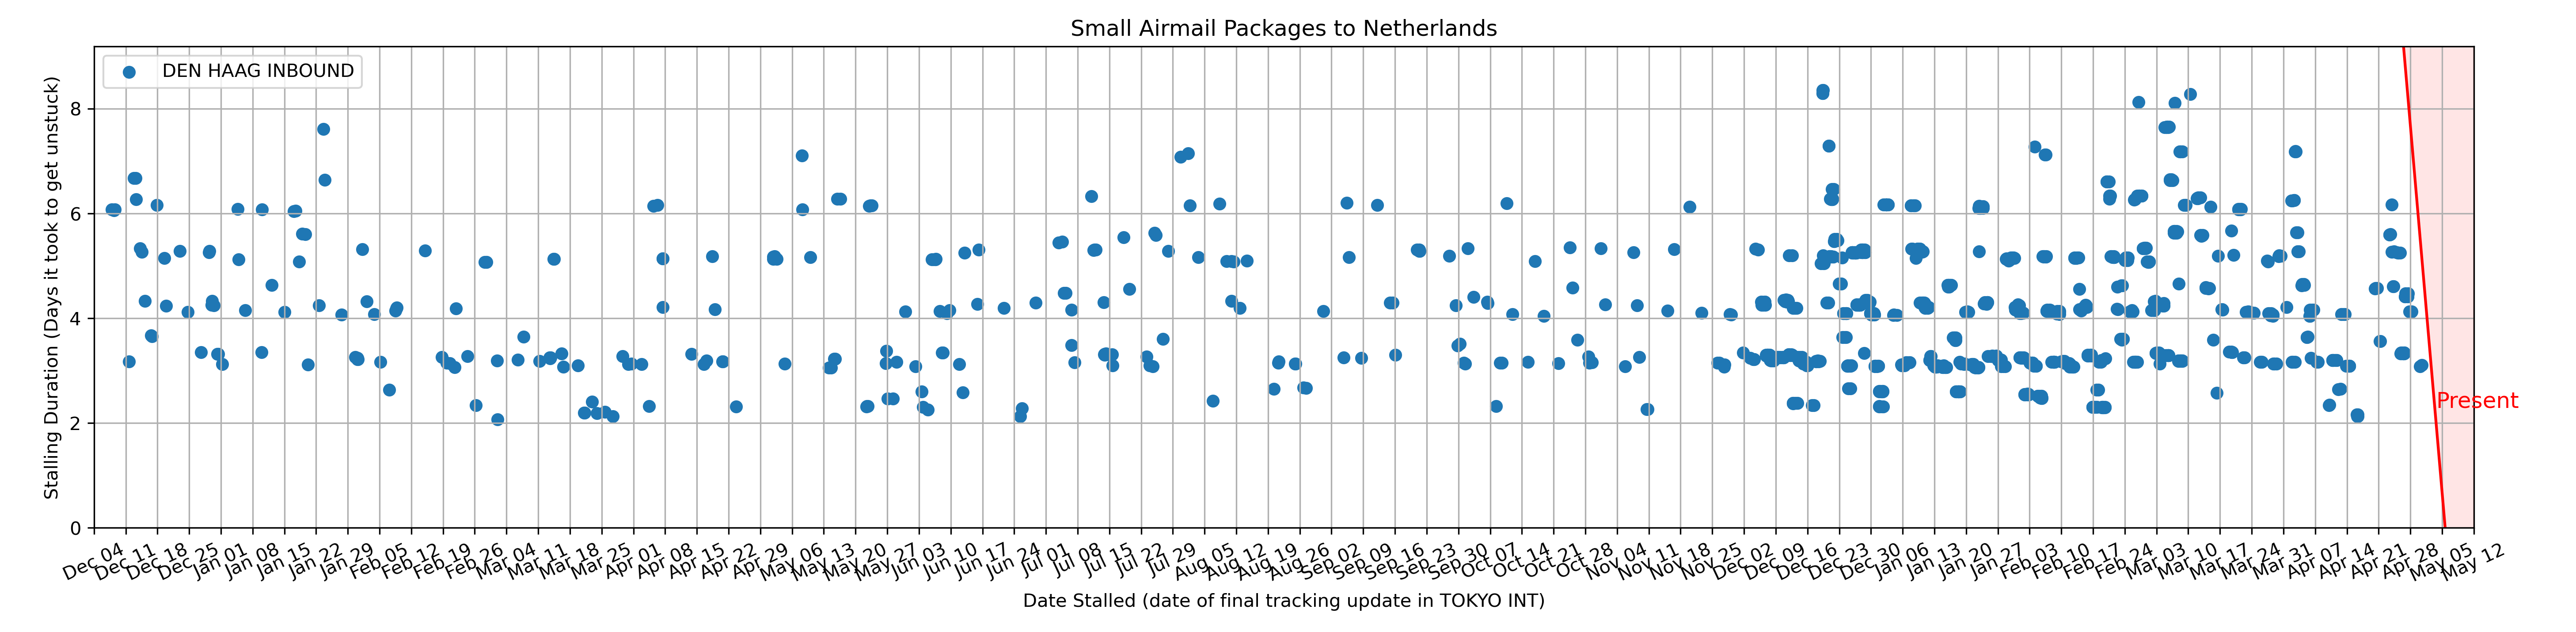 Small Airmail Packages to Netherlands
DEN HAAG INBOUND
Stalling Duration (Days it took to get unstuck)
8
6
4
2
0
Present
Dec 04
Dec 11
Dec 18
Dec 25
Jan 01
Jan 08
Jan 15
Jan 22
Jan 29
Feb 05
Feb 12
Feb 19
Feb 26
Mar 04
Mar 11
Mar 18
Mar 25
Apr 01
Apr 08
Apr 15
Apr 22
Apr 29
May 06
May 13
May 20
May 27
Jun 03
Jun 10
Jun 17
Jun 24
Jul 01
Jul 08
Jul 15
Jul 22
Jul 29
Aug 05
Aug 12
Aug 19
Aug 26
Sep 02
Sep 09
Sep 16
Sep 23
Sep 30
Oct 07
Oct 14
Oct 21
Oct 28
Nov 04
Nov 11
Nov 18
Nov 25
Dec 02
Dec 09
Dec 16
Dec 23
Dec 30
Jan 06
Jan 13
Jan 20
Jan 27
Feb 03
Feb 10
Feb 17
Feb 24
Mar 03
Mar 10
Mar 17
Mar 24
Mar 31
Apr 07
Apr 14
Apr 21
Apr 28
May 05
May 12
Date Stalled (date of final tracking update in TOKYO INT)